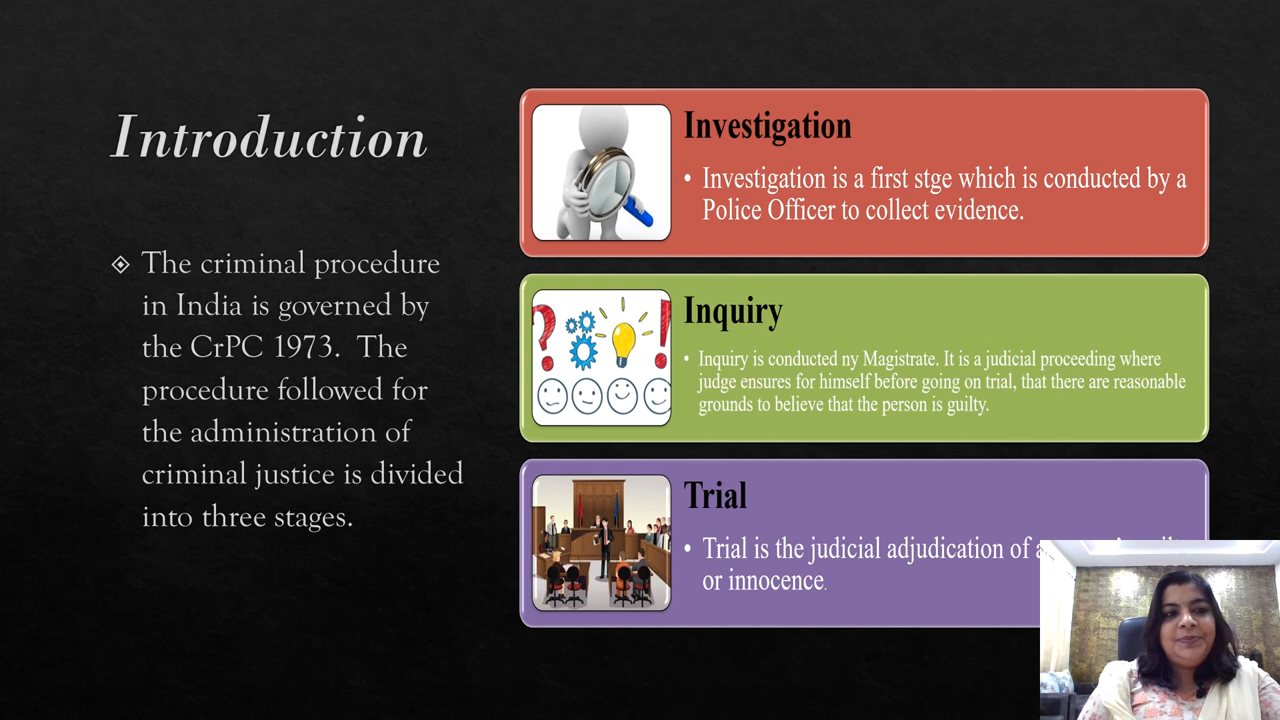 Introduction
The criminal procedure
in India is governed by
the CrPC 1973. The
procedure followed for
the administration of
criminal justice is divided
into three stages.
Investigation
• Investigation is a first stge which is conducted by a
Police Officer to collect evidence.
Inquiry
• Inquiry is conducted ny Magistrate. It is a judicial proceeding where
judge ensures for himself before going on trial, that there are reasonable
grounds to believe that the person is guilty.
Trial
• Trial is the judicial adjudication of
or innocence.